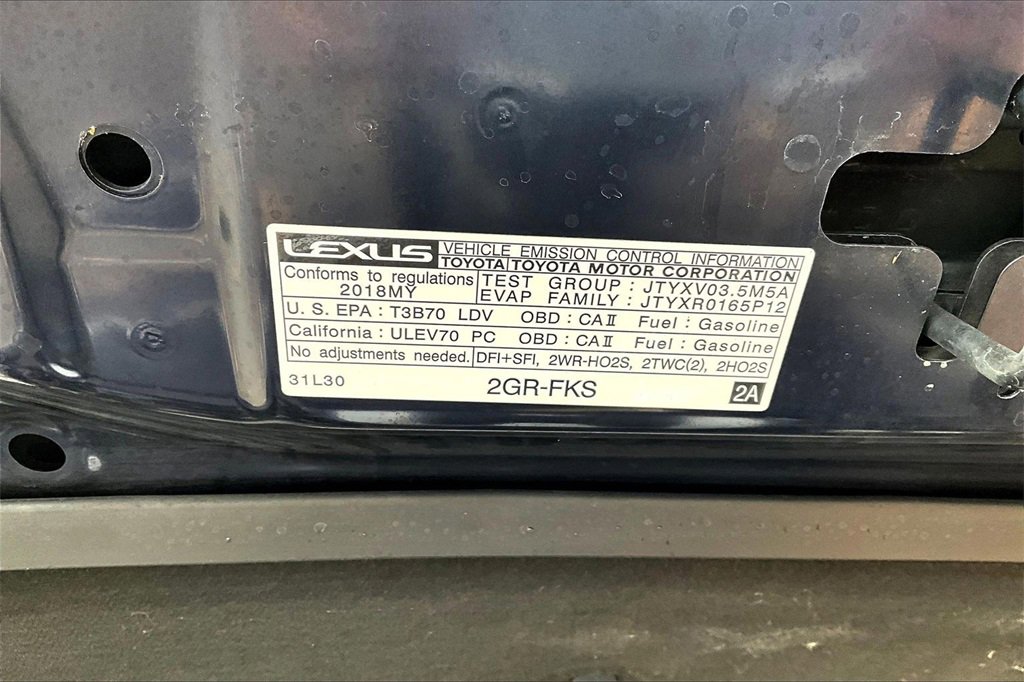 LEXUS VEHICLE EMISSION CONTROL INFORMATION
TOYOTA/TOYOTA MOTOR CORPORATION
Conforms to regulations
2018MY
TEST GROUP : JTYXV03.5M5A
EVAP FAMILY : JTYXR0165P12
U. S. EPA : T3B70 LDV OBD : CAⅡ Fuel : Gasoline
California : ULEV70 PC OBD : CAⅡ Fuel : Gasoline
No adjustments needed. DFI+SFI, 2WR-HO2S, 2TWC(2), 2HO2S
31L30 2GR-FKS 2A